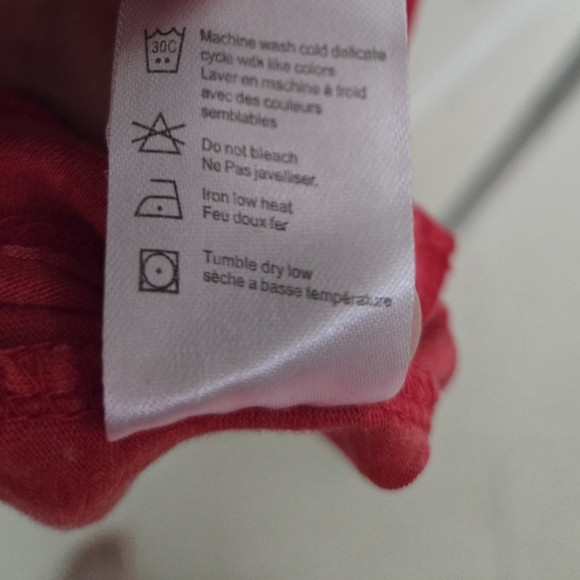 30C
Machine wash cold delicate
cycle with like colors
Laver en machine à froid
avec des couleurs
semblables
Do not bleach
Ne Pas javelliser.
Iron low heat
Feu doux fer
Tumble dry low
sèche a basse température